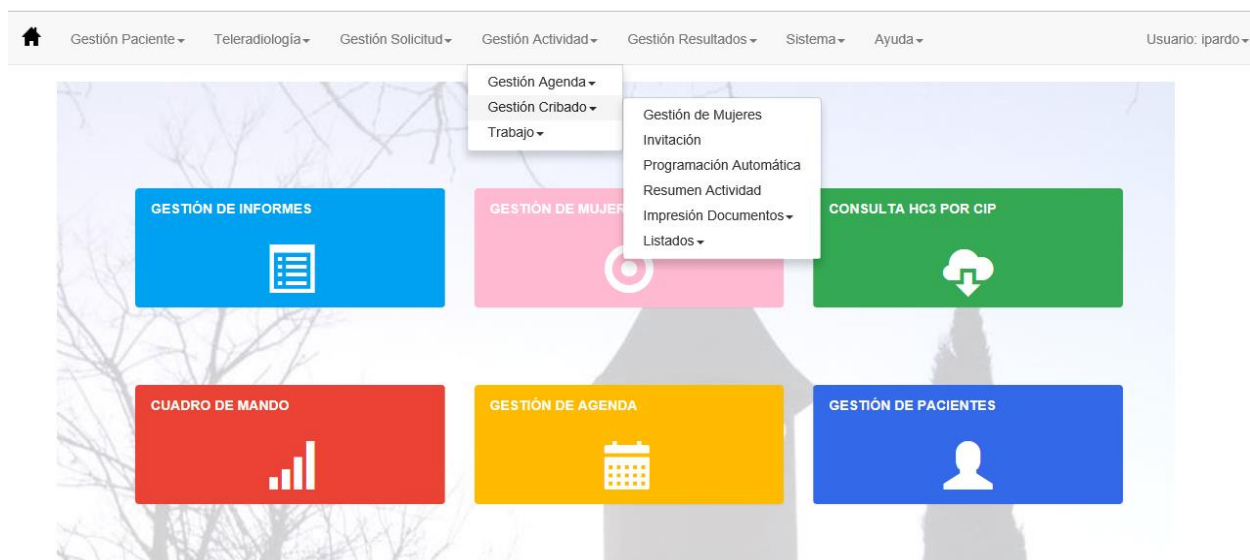 Gestión Paciente Teleradiología Gestión Solicitud Gestión Actividad Gestión Resultados Sistema Ayuda Usuario: ipardo
Gestión Agenda
Gestión Cribado
Trabajo
Gestión de Mujeres
Invitación
Programación Automática
Resumen Actividad
Impresión Documentos
Listados
GESTIÓN DE INFORMES
GESTIÓN DE MUJER
CONSULTA HC3 POR CIP
CUADRO DE MANDO
GESTIÓN DE AGENDA
GESTIÓN DE PACIENTES